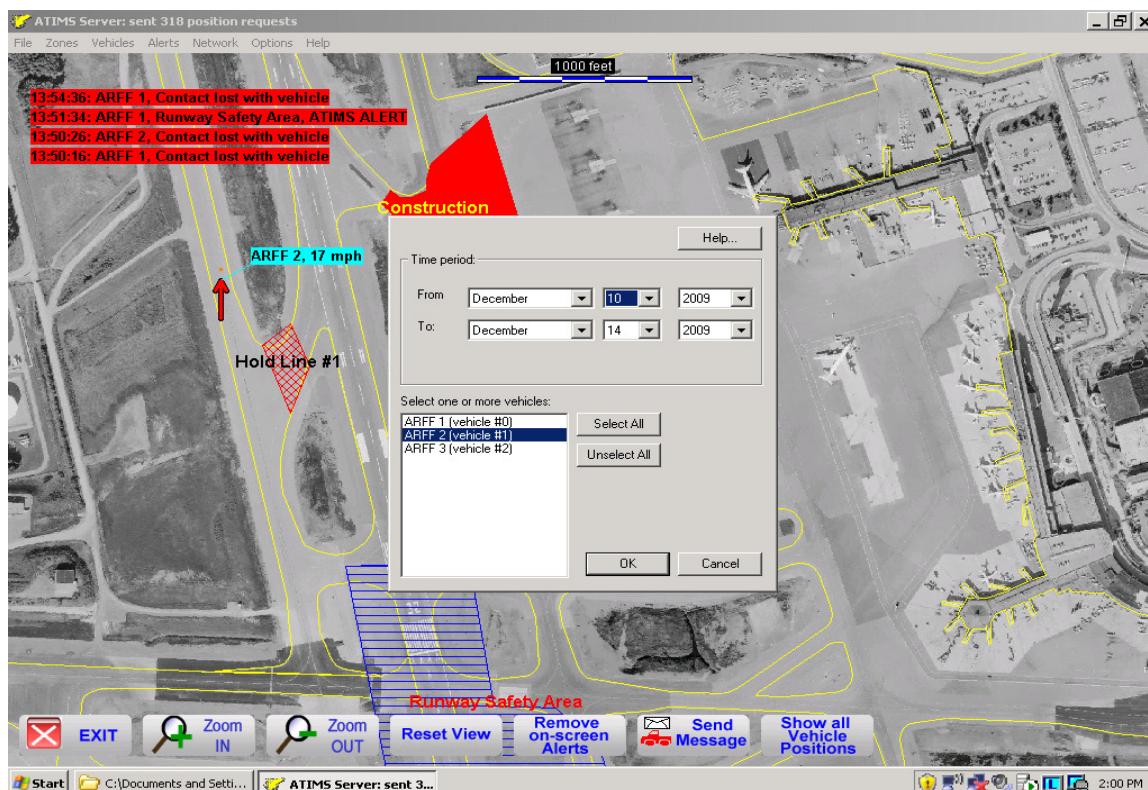 ATIMS Server: sent 318 position requests
File Zones Vehicles Alerts Network Options Help
1000 feet
13:54:36: ARFF 1, Contact lost with vehicle
13:51:34: ARFF 1, Runway Safety Area, ATIMS ALERT
13:50:26: ARFF 2, Contact lost with vehicle
13:50:16: ARFF 1, Contact lost with vehicle
Construction
ARFF 2, 17 mph
Hold Line #1
Help...
Time period:
From December 10 2009
To: December 14 2009
Select one or more vehicles:
ARFF 1 (vehicle #0)
ARFF 2 (vehicle #1)
ARFF 3 (vehicle #2)
Select All
Unselect All
OK Cancel
Runway Safety Area
EXIT
Zoom
IN
Zoom
OUT
Reset View
Remove
on-screen
Alerts
Send
Message
Show all
Vehicle
Positions
Start C:\Documents and Setti... ATIMS Server: sent 3... 2:00 PM